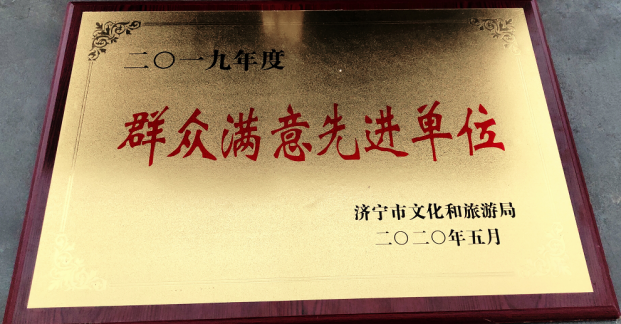 二〇一九年度
群众满意先进单位
济宁市文化和旅游局
二〇二〇年五月